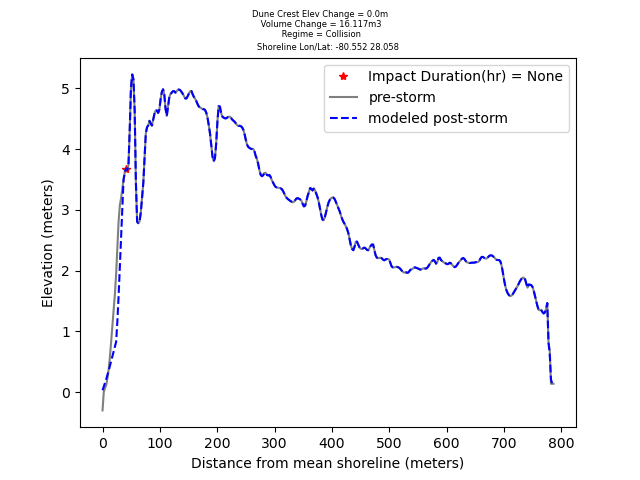 Dune Crest Elev Change = 0.0m
Volume Change = 16.117m3
Regime = Collision
Shoreline Lon/Lat: -80.552 28.058
Impact Duration(hr) = None
pre-storm
modeled post-storm
5
4
3
2
1
0
Elevation (meters)
0 100 200 300 400 500 600 700 800
Distance from mean shoreline (meters)